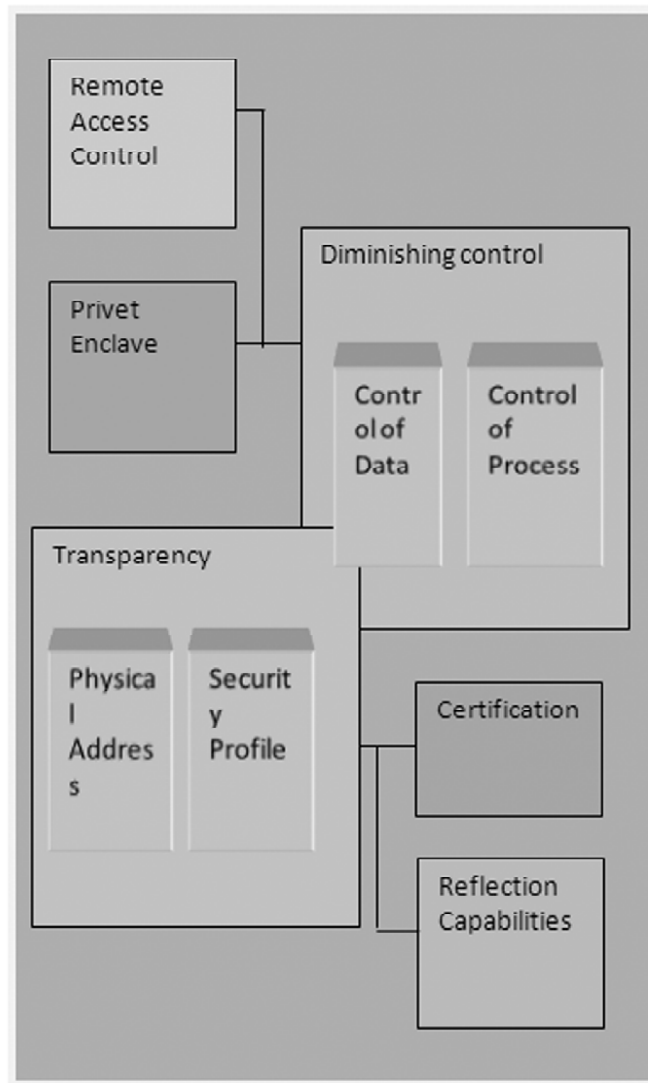 Remote
Access
Control
Diminishing control
Privet
Enclave
Contr
ol of
Data
Control
of
Process
Transparency
Physica
l
Addres
s
Securit
y
Profile
Certification
Reflection
Capabilities